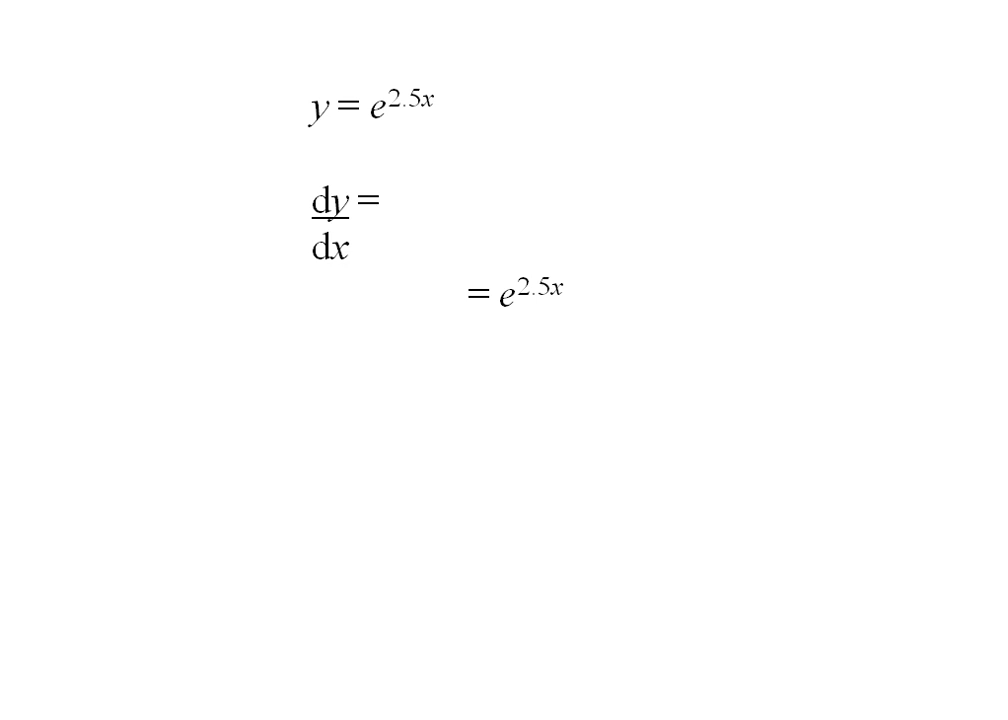 y = e^2.5x
dy =
dx
= e^2.5x